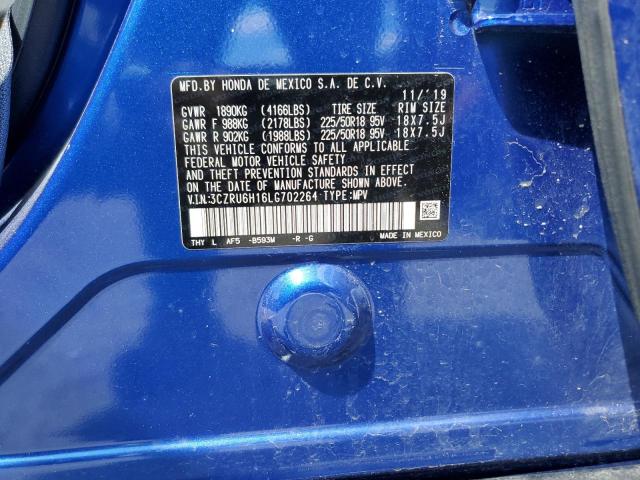 MFD.BY HONDA DE MEXICO S.A. DE C.V.
11/'19
GVWR 1890KG (4166LBS) TIRE SIZE RIM SIZE
GAWR F 988KG (2178LBS) 225/50R18 95V 18X7.5J
GAWR R 902KG (1988LBS) 225/50R18 95V 18X7.5J
THIS VEHICLE CONFORMS TO ALL APPLICABLE
FEDERAL MOTOR VEHICLE SAFETY
AND THEFT PREVENTION STANDARDS IN EFFECT
ON THE DATE OF MANUFACTURE SHOWN ABOVE.
V.I.N:3CZRU6H16LG702264 TYPE:MPV
THY L AF5 -B593M -R -G
MADE IN MEXICO